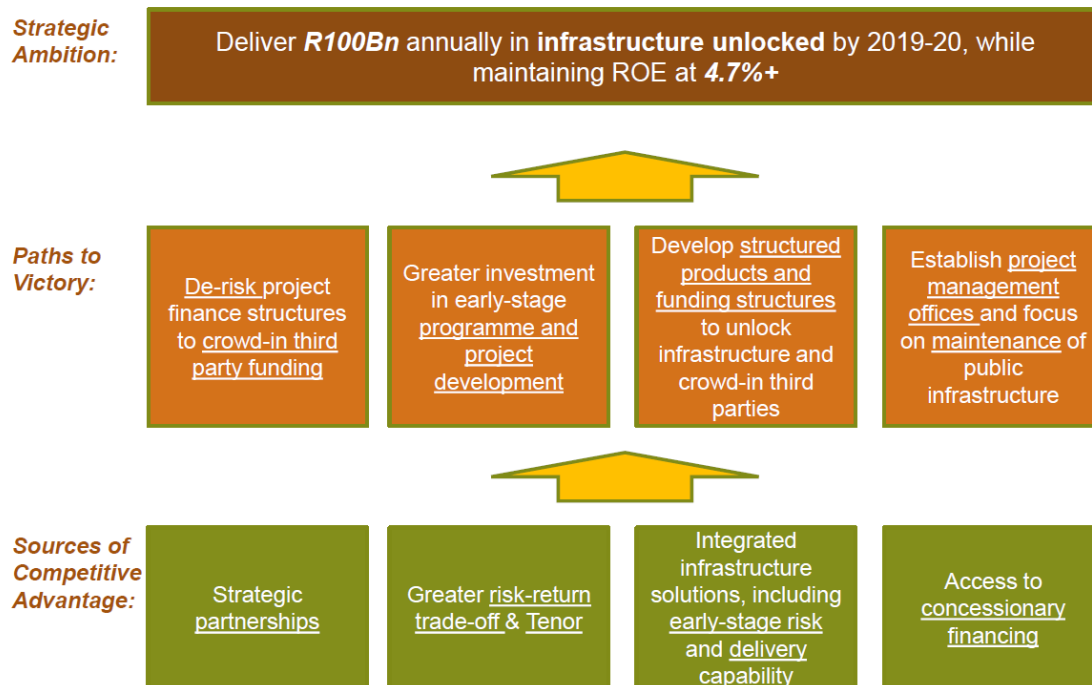 Strategic
Ambition:
Deliver R100Bn annually in infrastructure unlocked by 2019-20, while
maintaining ROE at 4.7%+
Paths to
Victory:
De-risk project
finance structures
to crowd-in third
party funding
Greater investment
in early-stage
programme and
project
development
Develop structured
products and
funding structures
to unlock
infrastructure and
crowd-in third
parties
Establish project
management
offices and focus
on maintenance of
public
infrastructure
Sources of
Competitive
Advantage:
Strategic
partnerships
Greater risk-return
trade-off & Tenor
Integrated
infrastructure
solutions, including
early-stage risk
and delivery
capability
Access to
concessionary
financing